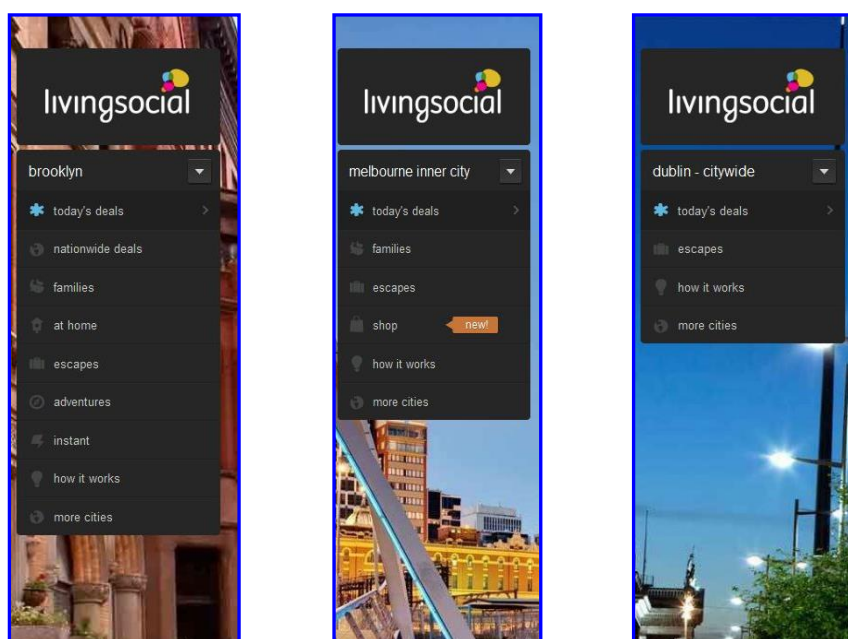 livingsocial
brooklyn
today's deals
nationwide deals
families
at home
escapes
adventures
instant
how it works
more cities
livingsocial
melbourne inner city
today's deals
families
escapes
shop new!
how it works
more cities
livingsocial
dublin - citywide
today's deals
escapes
how it works
more cities